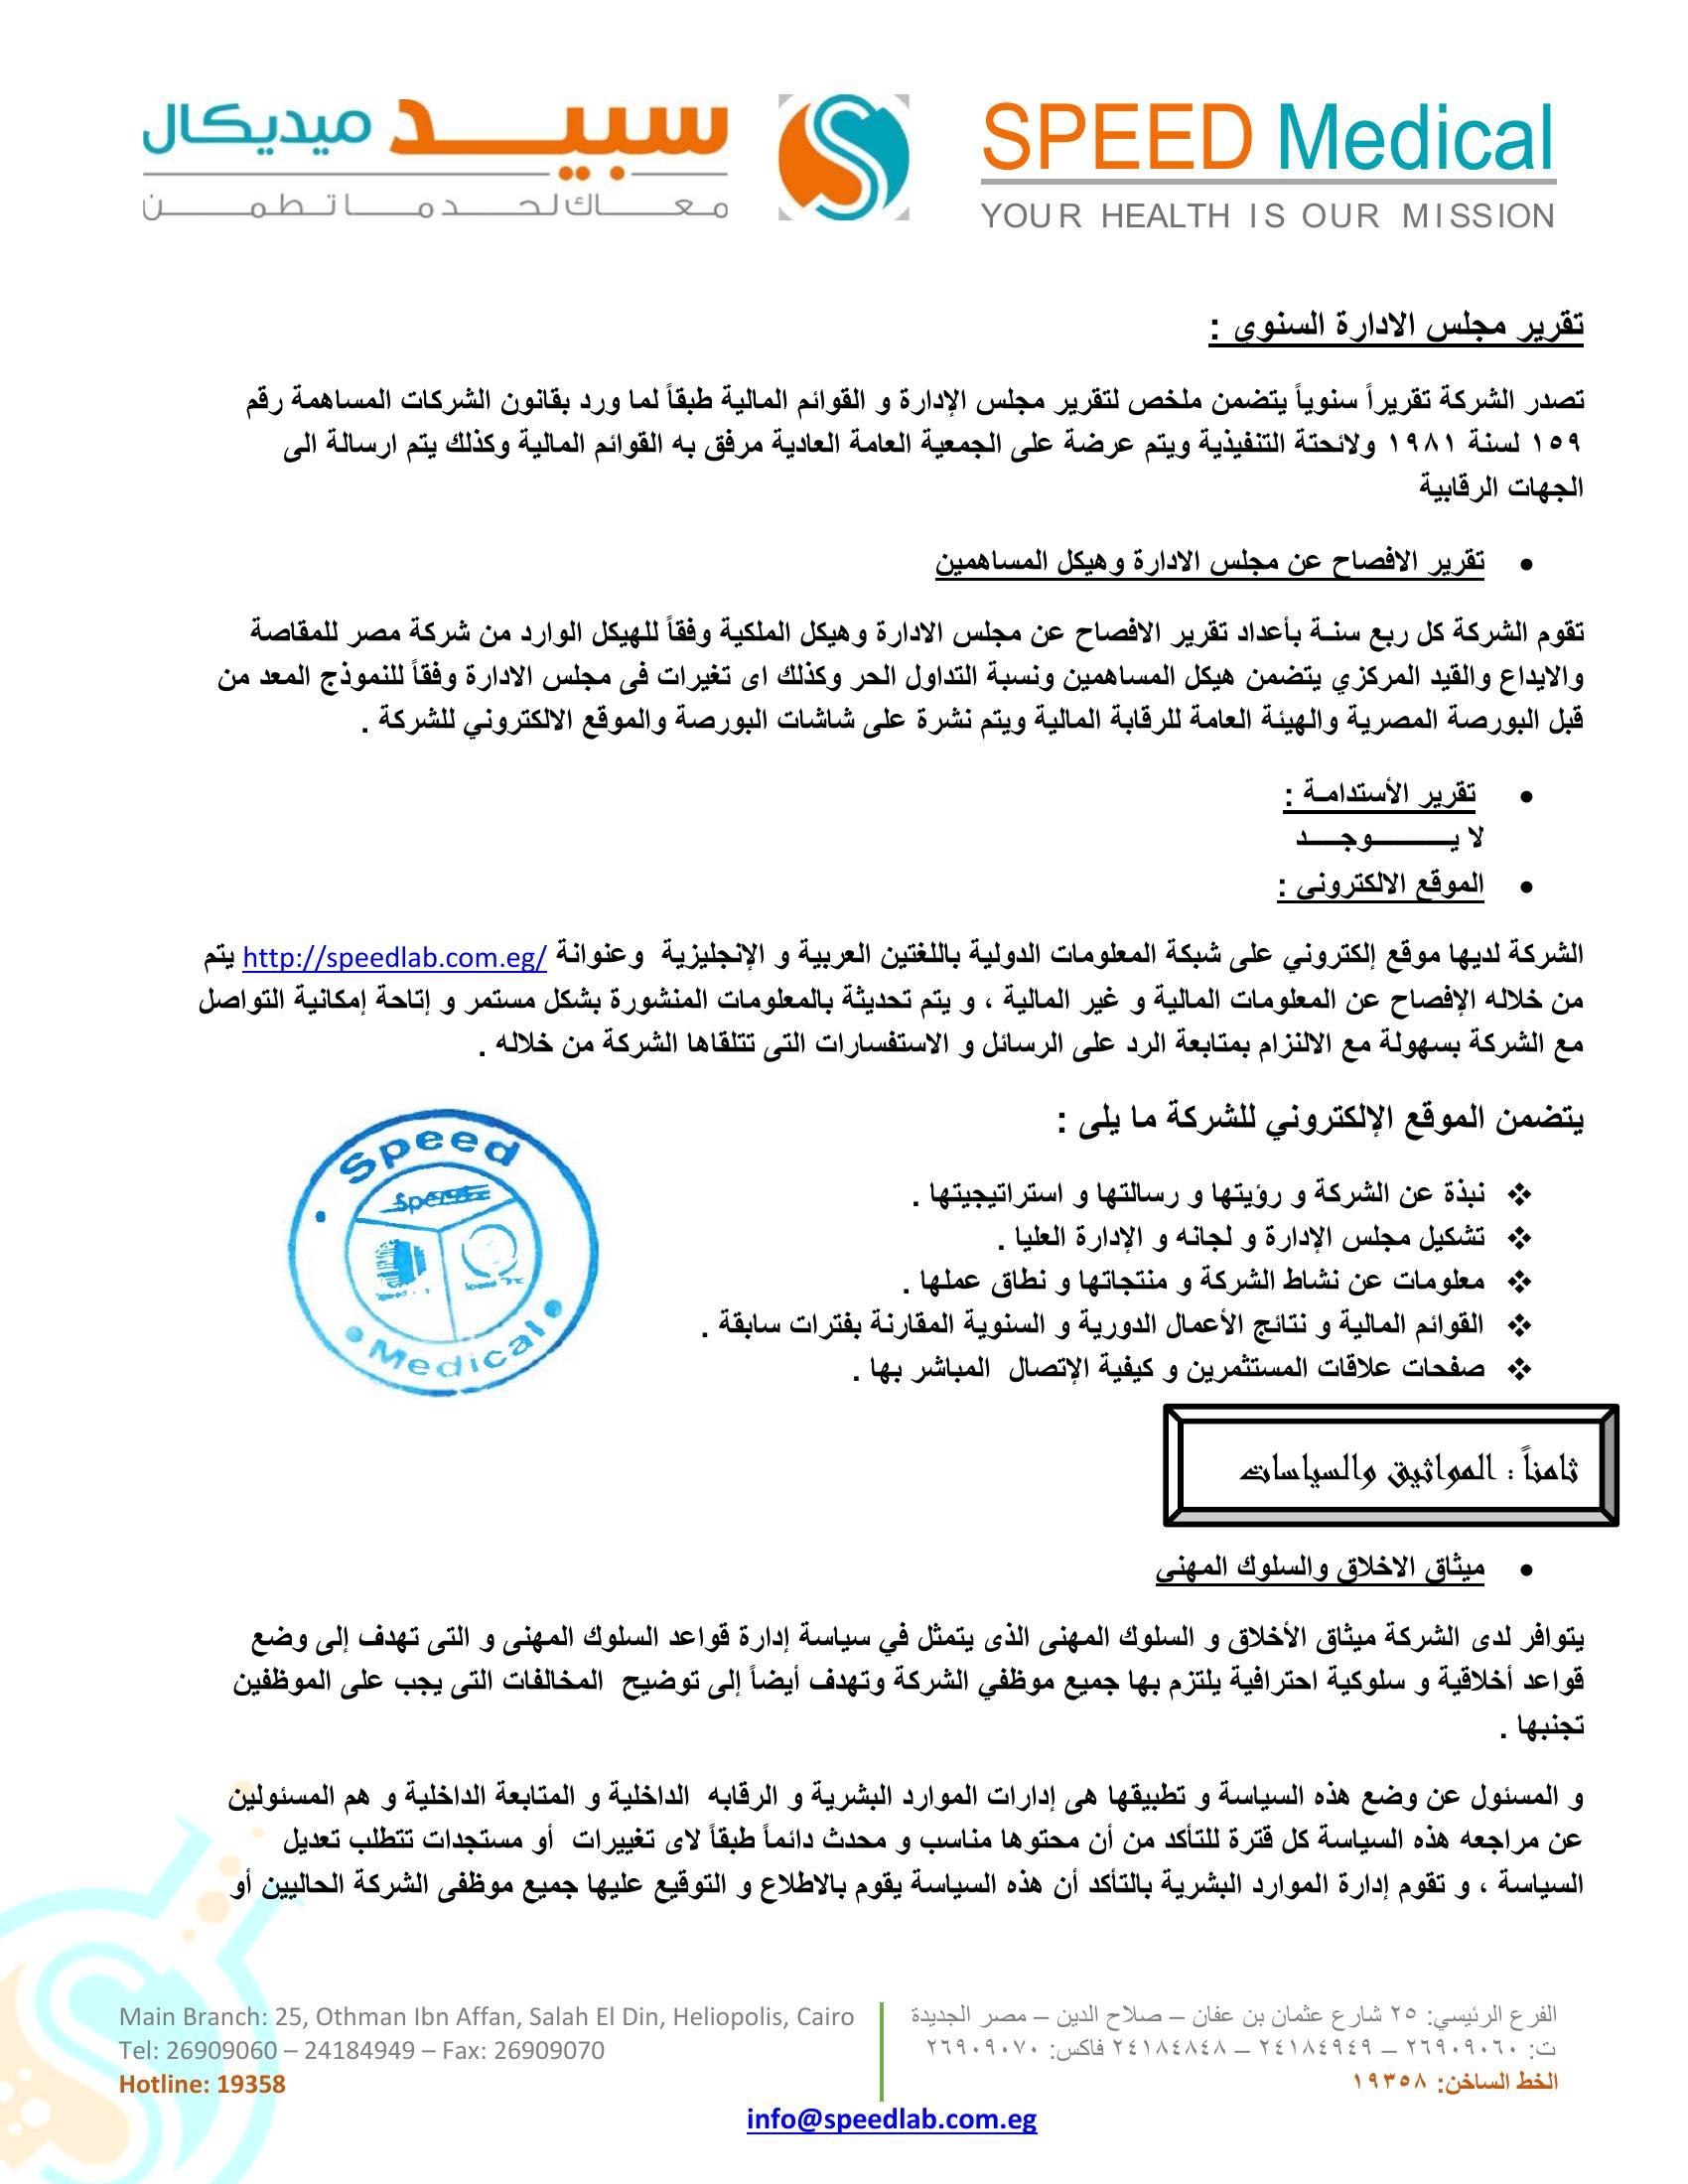 سبيد ميديكال
معاك لحد ما تطمن
SPEED Medical
YOUR HEALTH IS OUR MISSION
تقرير مجلس الادارة السنوي :
تصدر الشركة تقريراً سنوياً يتضمن ملخص لتقرير مجلس الإدارة و القوائم المالية طبقاً لما ورد بقانون الشركات المساهمة رقم
١٥٩ لسنة ١٩٨١ ولائحتة التنفيذية ويتم عرضة على الجمعية العامة العادية مرفق به القوائم المالية وكذلك يتم ارسالة الى
الجهات الرقابية
• تقرير الافصاح عن مجلس الادارة وهيكل المساهمين
تقوم الشركة كل ربع سنة بأعداد تقرير الافصاح عن مجلس الادارة وهيكل الملكية وفقاً للهيكل الوارد من شركة مصر للمقاصة
والايداع والقيد المركزي يتضمن هيكل المساهمين ونسبة التداول الحر وكذلك اى تغيرات فى مجلس الادارة وفقاً للنموذج المعد من
قبل البورصة المصرية والهيئة العامة للرقابة المالية ويتم نشرة على شاشات البورصة والموقع الالكتروني للشركة .
• تقرير الأستدامـة :
لا يـــــــــوجــــد
• الموقع الالكتروني :
الشركة لديها موقع إلكتروني على شبكة المعلومات الدولية باللغتين العربية و الإنجليزية وعنوانة http://speedlab.com.eg/ يتم
من خلاله الإفصاح عن المعلومات المالية و غير المالية ، و يتم تحديثة بالمعلومات المنشورة بشكل مستمر و إتاحة إمكانية التواصل
مع الشركة بسهولة مع الالنزام بمتابعة الرد على الرسائل و الاستفسارات التى تتلقاها الشركة من خلاله .
يتضمن الموقع الإلكتروني للشركة ما يلى :
❖ نبذة عن الشركة و رؤيتها و رسالتها و استراتيجيتها .
❖ تشكيل مجلس الإدارة و لجانه و الإدارة العليا .
❖ معلومات عن نشاط الشركة و منتجاتها و نطاق عملها .
❖ القوائم المالية و نتائج الأعمال الدورية و السنوية المقارنة بفترات سابقة .
❖ صفحات علاقات المستثمرين و كيفية الإتصال المباشر بها .
Speed
Speed
Medical
ثامناً : المواثيق والسياسات
• ميثاق الاخلاق والسلوك المهني
يتوافر لدى الشركة ميثاق الأخلاق و السلوك المهنى الذى يتمثل في سياسة إدارة قواعد السلوك المهنى و التى تهدف إلى وضع
قواعد أخلاقية و سلوكية احترافية يلتزم بها جميع موظفي الشركة وتهدف أيضاً إلى توضيح المخالفات التى يجب على الموظفين
تجنبها .
و المسئول عن وضع هذه السياسة و تطبيقها هى إدارات الموارد البشرية و الرقابه الداخلية و المتابعة الداخلية و هم المسئولين
عن مراجعه هذه السياسة كل فترة للتأكد من أن محتوها مناسب و محدث دائماً طبقاً لاى تغييرات أو مستجدات تتطلب تعديل
السياسة ، و تقوم إدارة الموارد البشرية بالتأكد أن هذه السياسة يقوم بالاطلاع و التوقيع عليها جميع موظفى الشركة الحاليين أو
الفرع الرئيسي: ٢٥ شارع عثمان بن عفان – صلاح الدين – مصر الجديدة
ت: ٢٦٩٠٩٠٦٠ – ٢٤١٨٤٩٤٩ – ٢٤١٨٤٨٤٨ فاكس: ٢٦٩٠٩٠٧٠
الخط الساخن: ١٩٣٥٨
Main Branch: 25, Othman Ibn Affan, Salah El Din, Heliopolis, Cairo
Tel: 26909060 – 24184949 – Fax: 26909070
Hotline: 19358
info@speedlab.com.eg